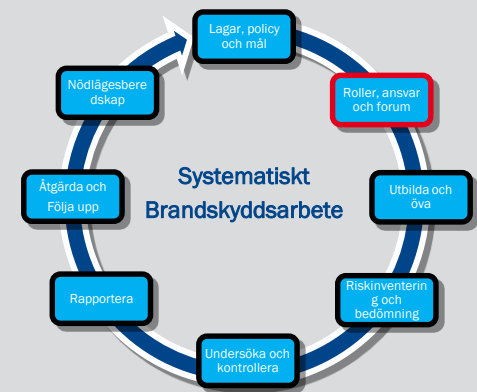 Lagar, policy
och mål
Roller, ansvar
och forum
Utbilda och
öva
Riskinventerin
g och
bedömning
Undersöka och
kontrollera
Rapportera
Åtgärda och
Följa upp
Nödlägesbere
dskap
Systematiskt
Brandskyddsarbete